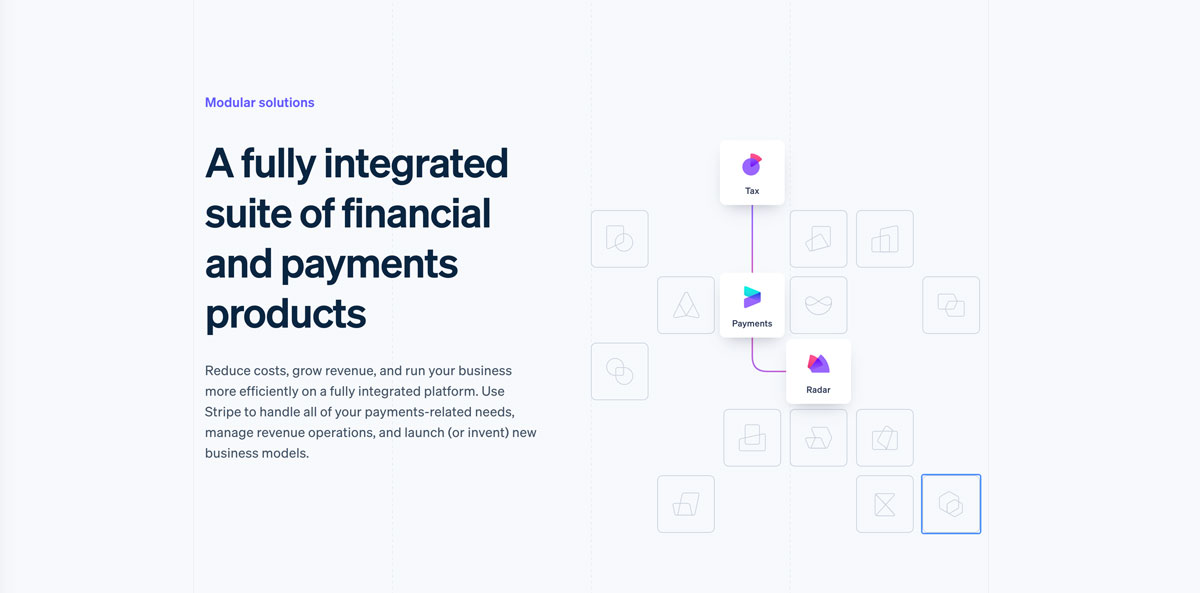 Modular solutions
A fully integrated
suite of financial
and payments
products
Reduce costs, grow revenue, and run your business
more efficiently on a fully integrated platform. Use
Stripe to handle all of your payments-related needs,
manage revenue operations, and launch (or invent) new
business models.
Tax
Payments
Radar